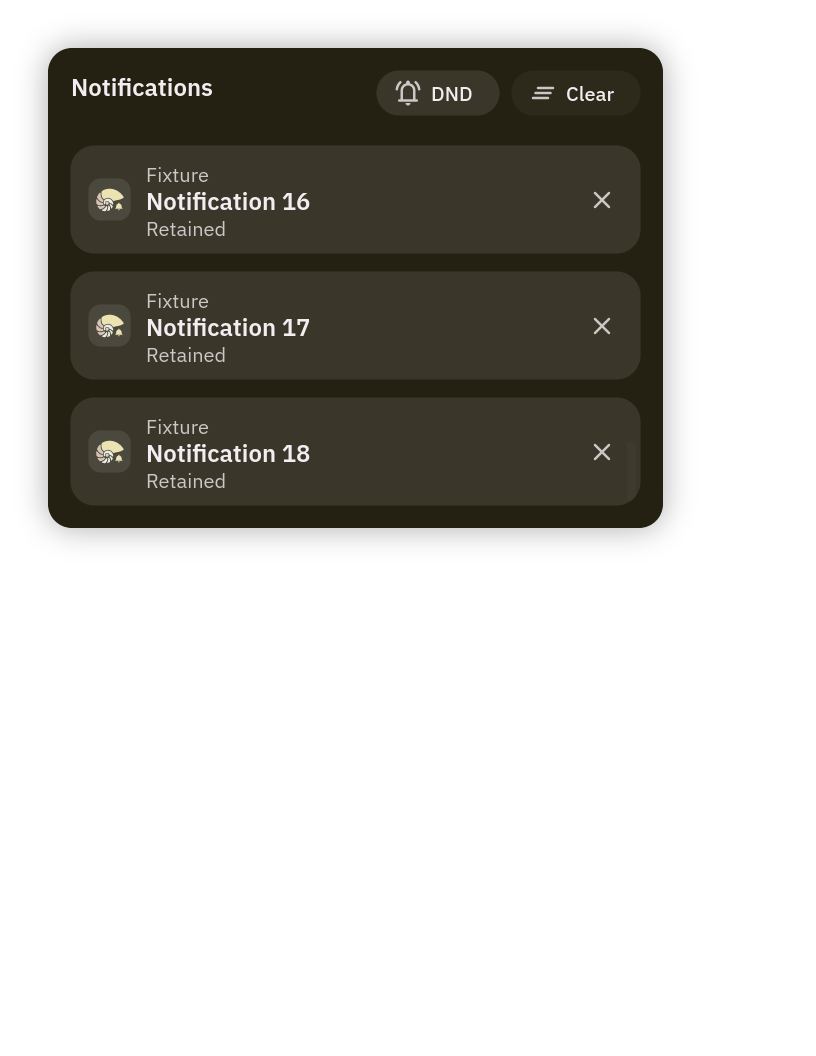 Notifications
DND
Clear
Fixture
Notification 16
Retained
Fixture
Notification 17
Retained
Fixture
Notification 18
Retained